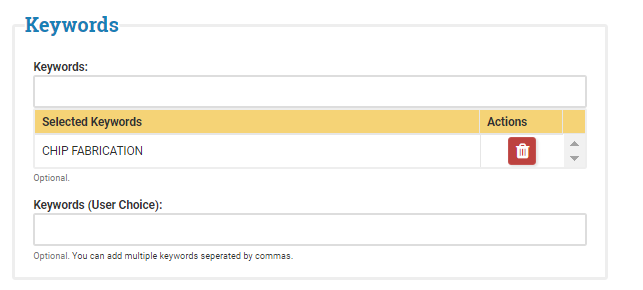 Keywords
Keywords:
Selected Keywords Actions
CHIP FABRICATION
Optional.
Keywords (User Choice):
Optional. You can add multiple keywords seperated by commas.